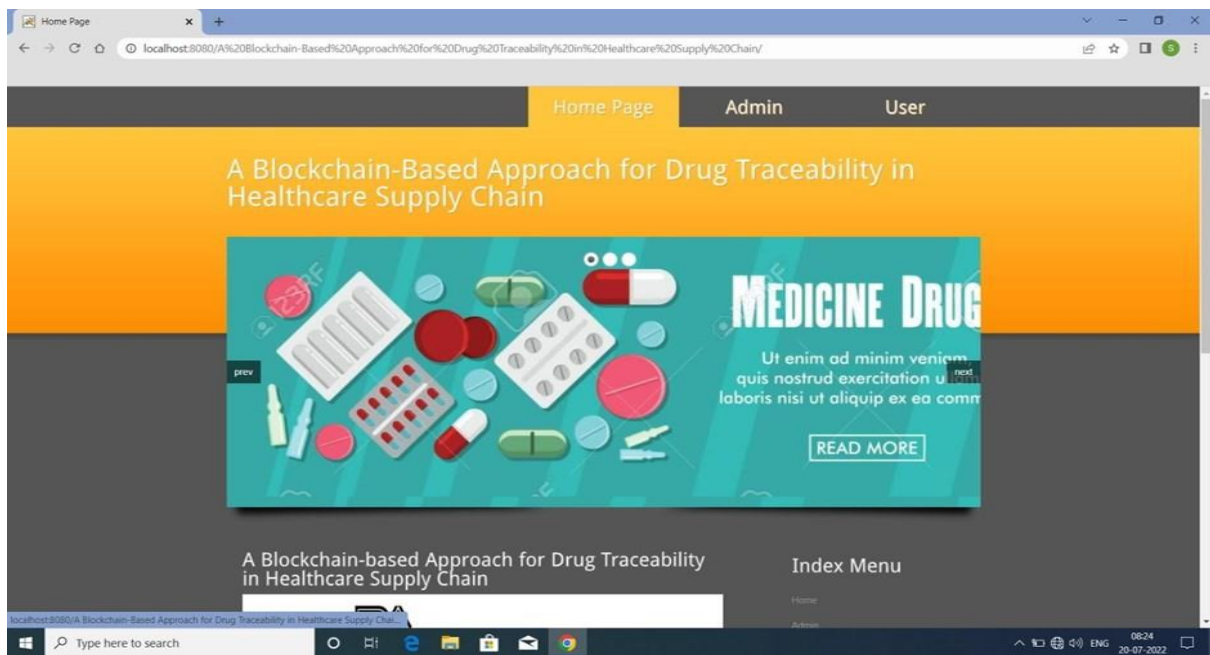 Home Page
localhost:8080/A%20Blockchain-Based%20Approach%20for%20Drug%20Traceability%20in%20Healthcare%20Supply%20Chain/
S
Home Page Admin User
A Blockchain-Based Approach for Drug Traceability in
Healthcare Supply Chain
123RF
123RF
MEDICINE DRUG
Ut enim ad minim veniam,
prev
next
quis nostrud exercitation
laboris nisi ut aliquip ex ea comm
READ MORE
A Blockchain-based Approach for Drug Traceability
in Healthcare Supply Chain
Index Menu
Home
Admin
localhost:8080/A Blockchain-Based Approach for Drug Traceability in Healthcare Supply Chai...
Type here to search
ENG
08:24
20-07-2022